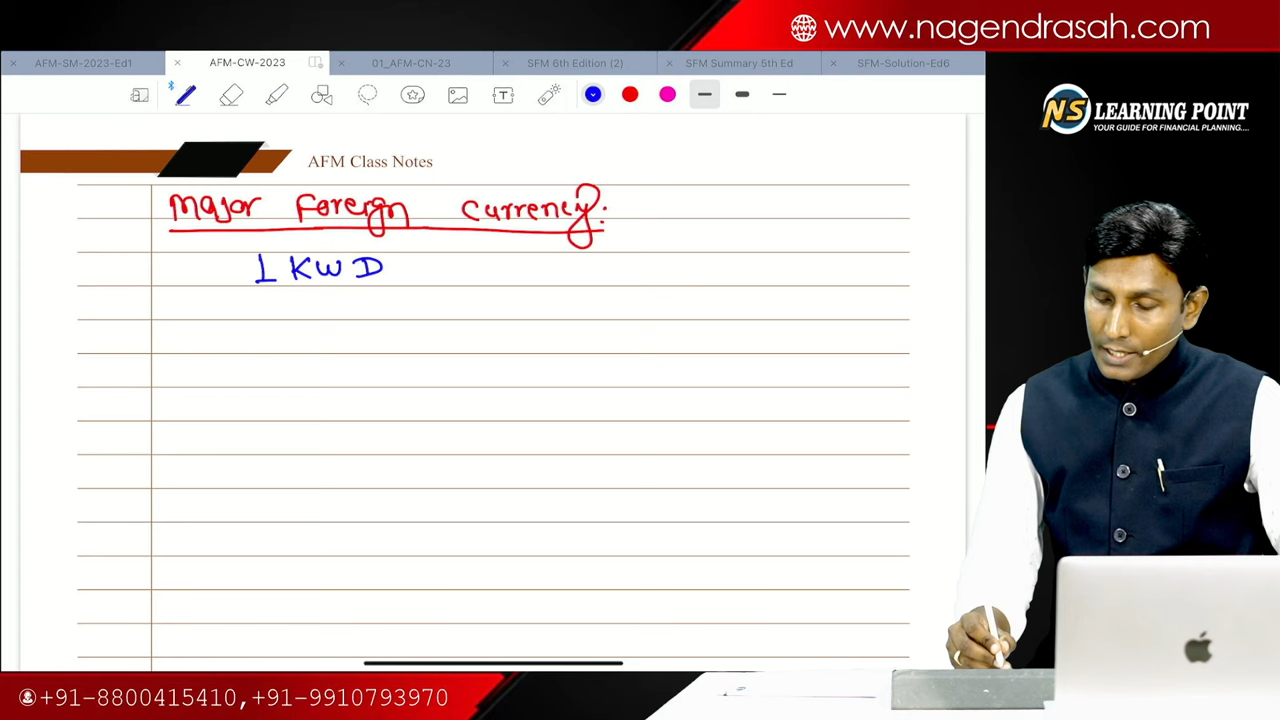 www.nagendrasah.com
AFM-SM-2023-Ed1
AFM-CW-2023
01_AFM-CN-23
SFM 6th Edition (2)
SFM Summary 5th Ed
SFM-Solution-Ed6
T
NS LEARNING POINT
YOUR GUIDE FOR FINANCIAL PLANNING....
AFM Class Notes
Major Foreign Currency:
1 KWD
+91-8800415410,+91-9910793970